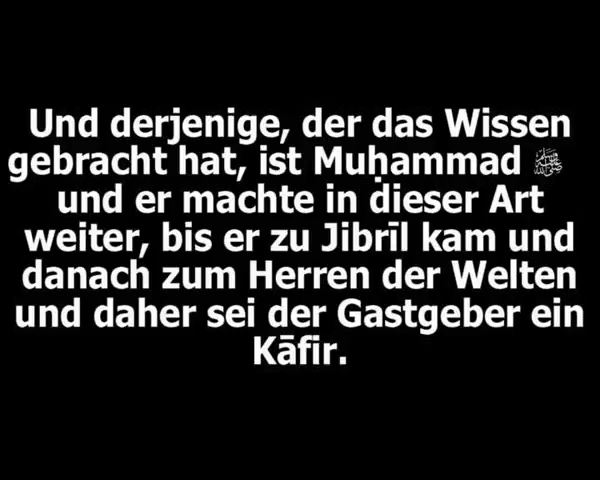 Und derjenige, der das Wissen
gebracht hat, ist Muḥammad ﷺ
und er machte in dieser Art
weiter, bis er zu Jibrīl kam und
danach zum Herren der Welten
und daher sei der Gastgeber ein
Kāfir.